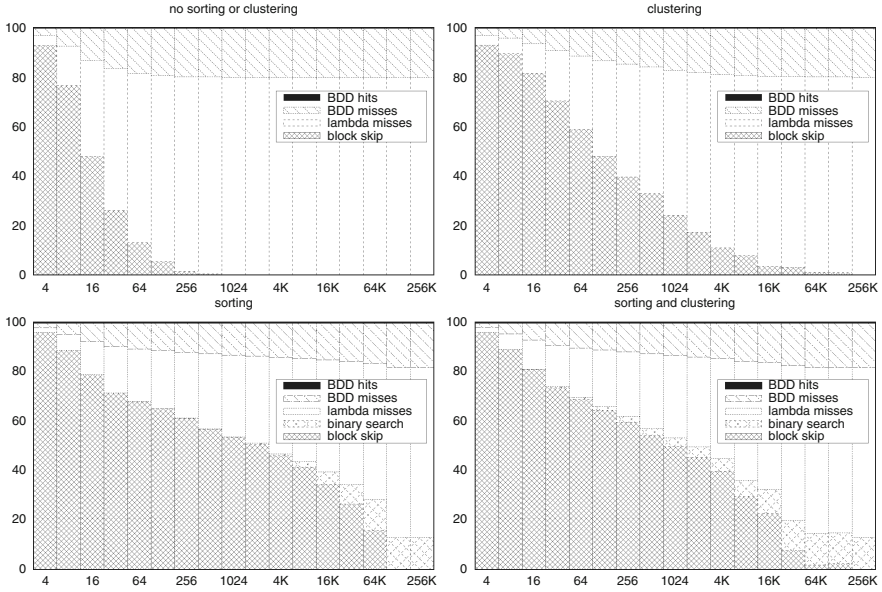 no sorting or clustering
100
80
60
40
20
0
BDD hits
BDD misses
lambda misses
block skip
4 16 64 256 1024 4K 16K 64K 256K
clustering
100
80
60
40
20
0
BDD hits
BDD misses
lambda misses
block skip
4 16 64 256 1024 4K 16K 64K 256K
sorting
100
80
60
40
20
0
BDD hits
BDD misses
lambda misses
binary search
block skip
4 16 64 256 1024 4K 16K 64K 256K
sorting and clustering
100
80
60
40
20
0
BDD hits
BDD misses
lambda misses
binary search
block skip
4 16 64 256 1024 4K 16K 64K 256K